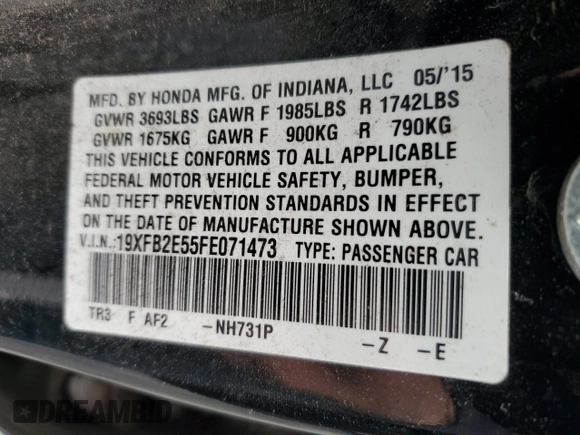 MFD. BY HONDA MFG. OF INDIANA, LLC 05/'15
GVWR 3693LBS GAWR F 1985LBS R 1742LBS
GVWR 1675KG GAWR F 900KG R 790KG
THIS VEHICLE CONFORMS TO ALL APPLICABLE
FEDERAL MOTOR VEHICLE SAFETY, BUMPER,
AND THEFT PREVENTION STANDARDS IN EFFECT
ON THE DATE OF MANUFACTURE SHOWN ABOVE.
V.I.N.:19XFB2E55FE071473 TYPE: PASSENGER CAR
TR3 F AF2 -NH731P -Z -E
DREAMBID